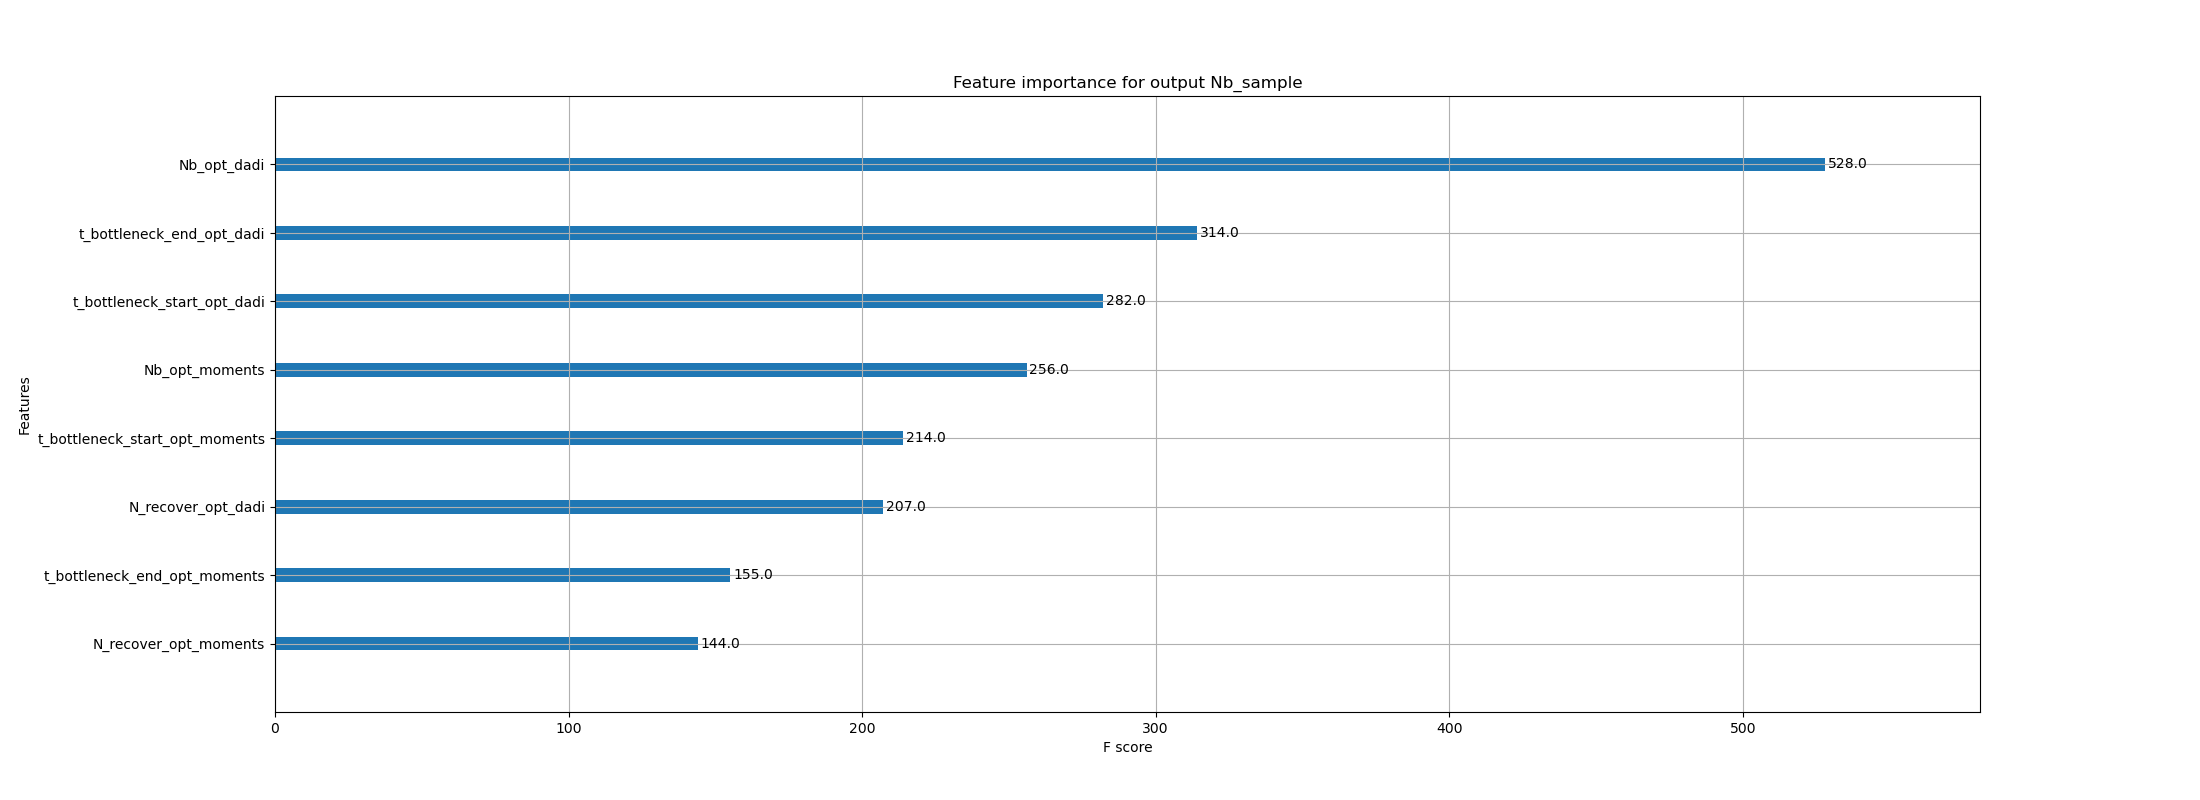 Feature importance for output Nb_sample
Nb_opt_dadi 528.0
t_bottleneck_end_opt_dadi 314.0
t_bottleneck_start_opt_dadi 282.0
Nb_opt_moments 256.0
t_bottleneck_start_opt_moments 214.0
N_recover_opt_dadi 207.0
t_bottleneck_end_opt_moments 155.0
N_recover_opt_moments 144.0
Features
0 100 200 300 400 500
F score